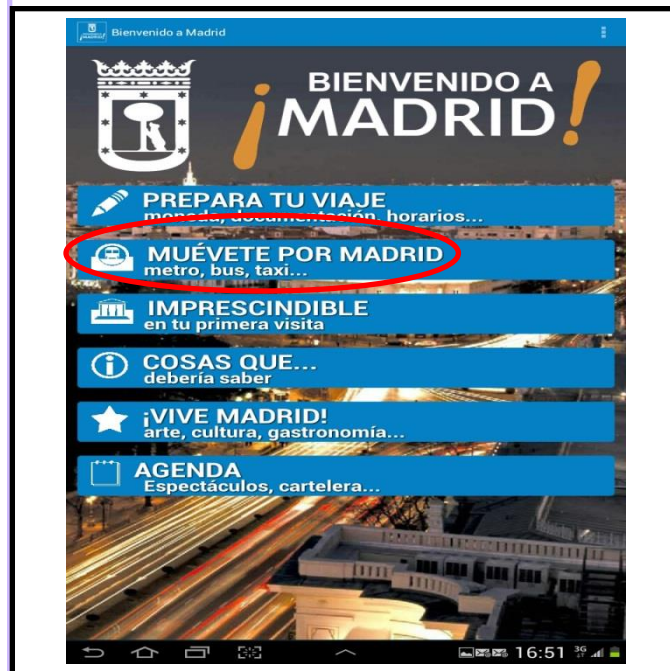 Bienvenido a Madrid
¡BIENVENIDO A
MADRID!
PREPARA TU VIAJE
moneda, documentación, horarios...
MUÉVETE POR MADRID
metro, bus, taxi...
IMPRESCINDIBLE
en tu primera visita
COSAS QUE...
debería saber
¡VIVE MADRID!
arte, cultura, gastronomía...
AGENDA
Espectáculos, cartelera...
16:51 3G